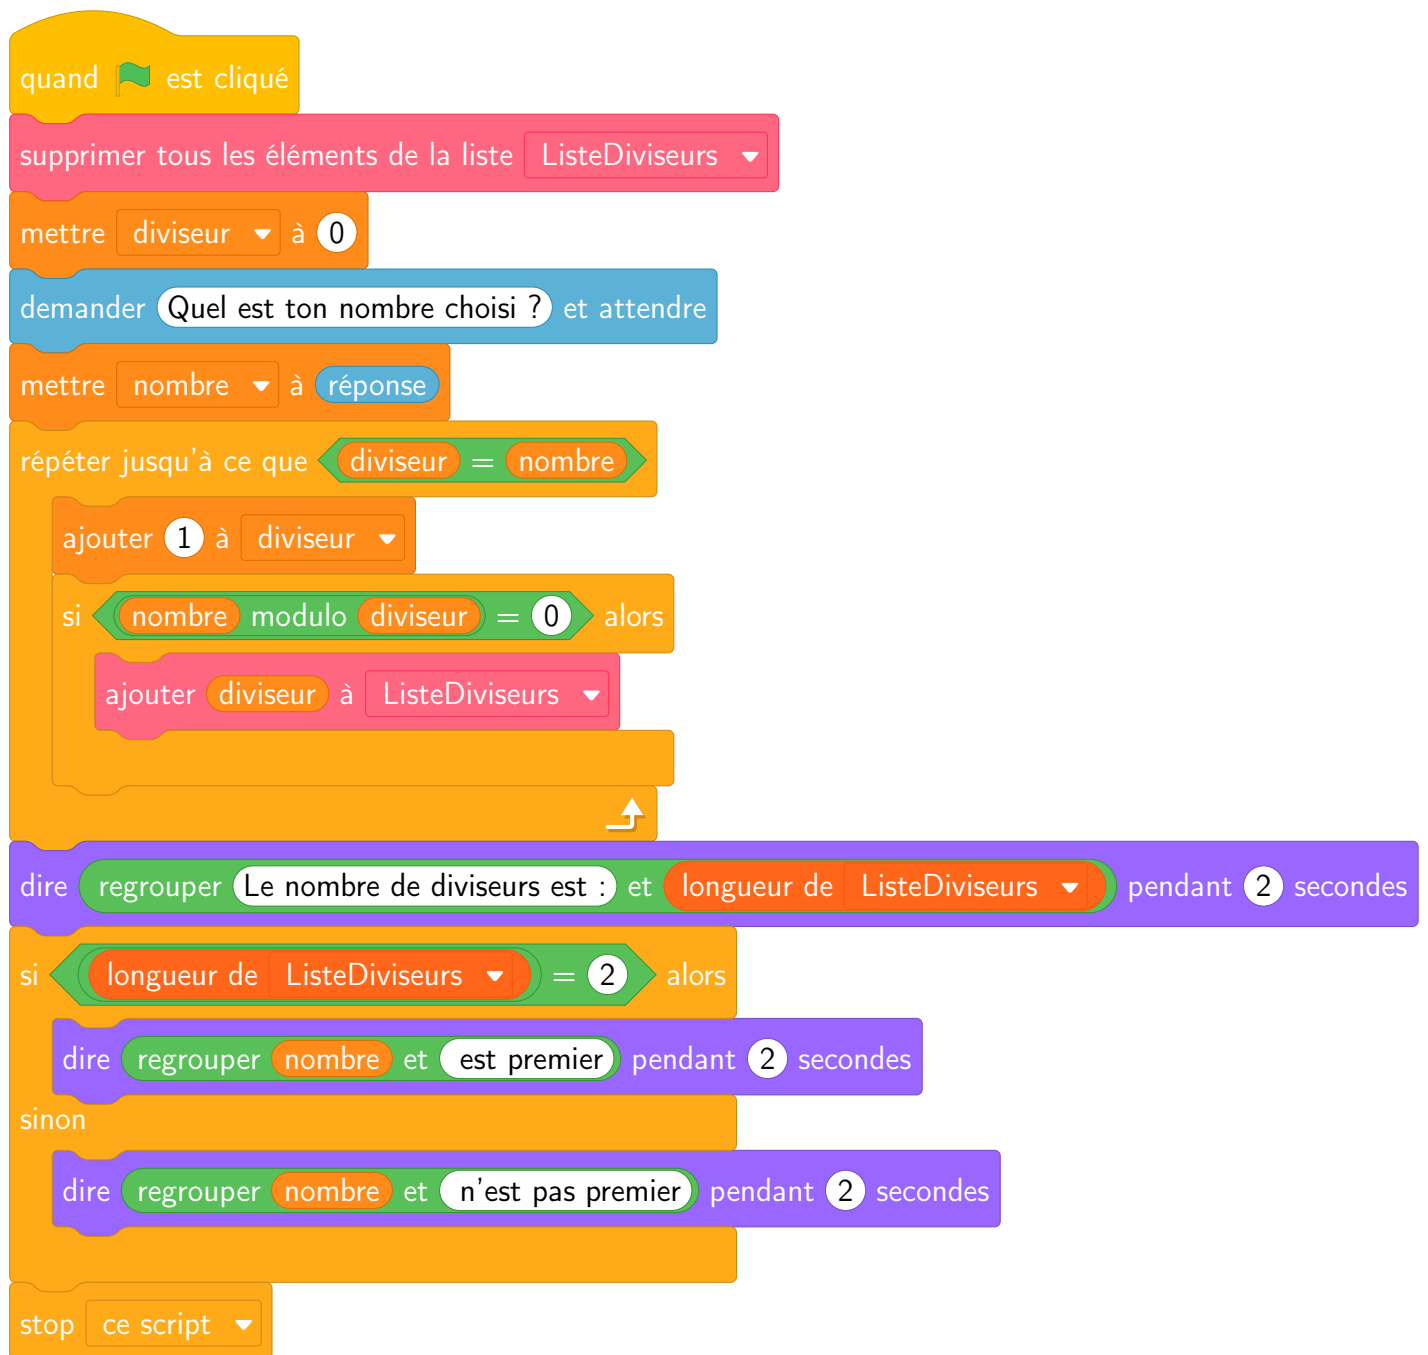 quand est cliqué
supprimer tous les éléments de la liste ListeDiviseurs
mettre diviseur à 0
demander Quel est ton nombre choisi ? et attendre
mettre nombre à réponse
répéter jusqu'à ce que diviseur = nombre
ajouter 1 à diviseur
si nombre modulo diviseur = 0 alors
ajouter diviseur à ListeDiviseurs
dire regrouper Le nombre de diviseurs est : et longueur de ListeDiviseurs pendant 2 secondes
si longueur de ListeDiviseurs = 2 alors
dire regrouper nombre et est premier pendant 2 secondes
sinon
dire regrouper nombre et n'est pas premier pendant 2 secondes
stop ce script